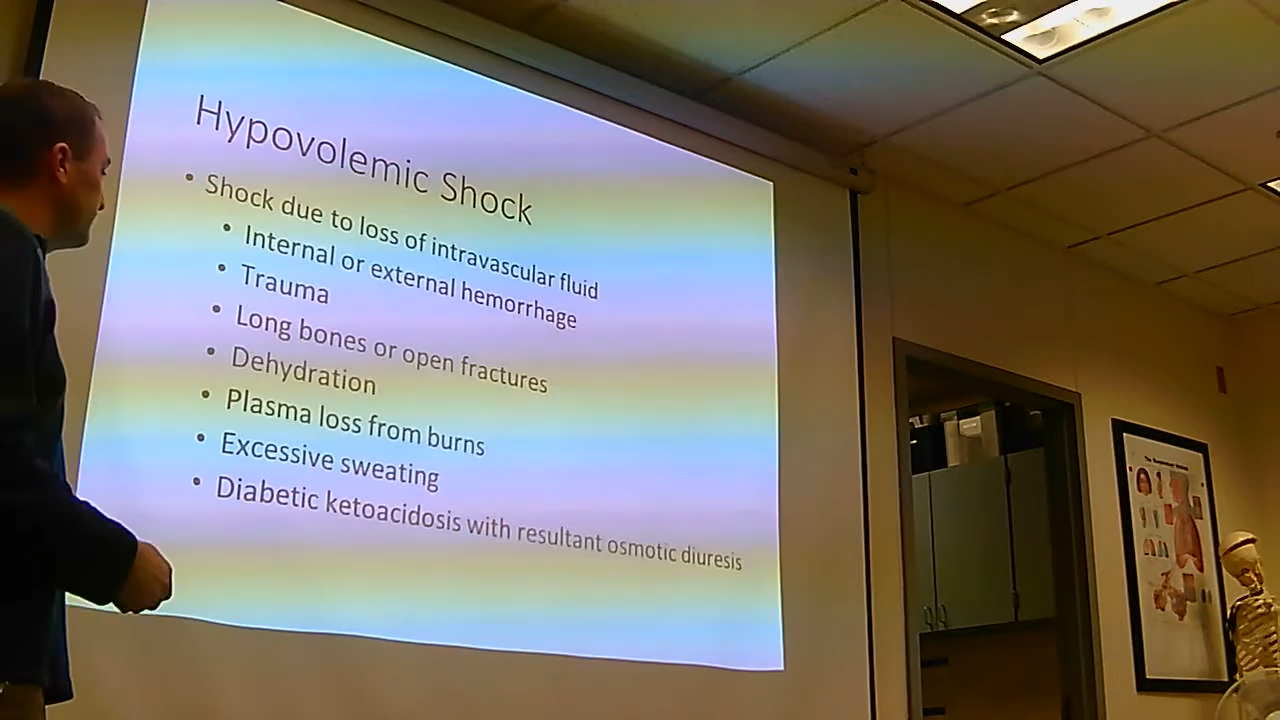 Hypovolemic Shock
• Shock due to loss of intravascular fluid
• Internal or external hemorrhage
• Trauma
• Long bones or open fractures
• Dehydration
• Plasma loss from burns
• Excessive sweating
• Diabetic ketoacidosis with resultant osmotic diuresis